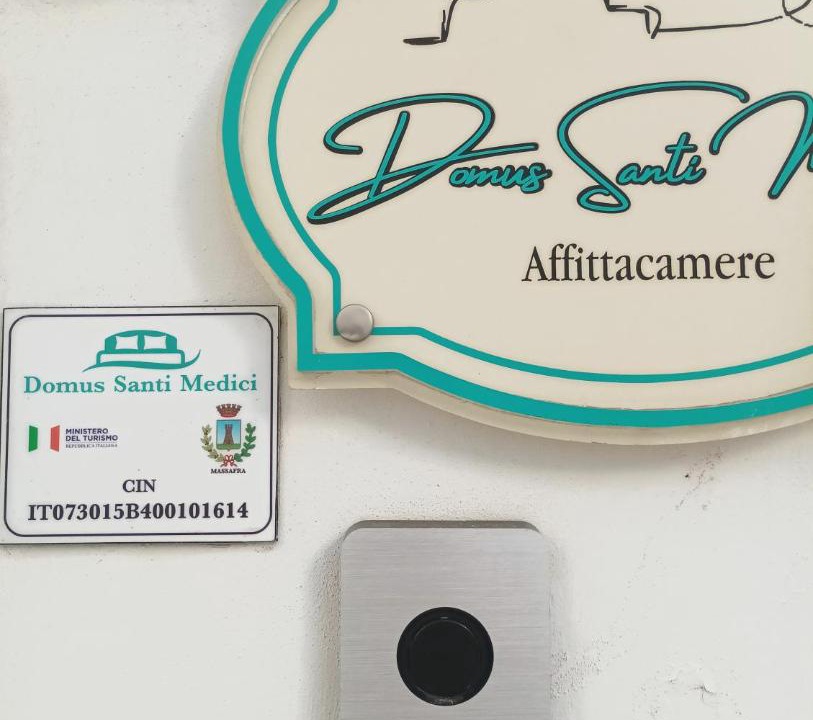 Domus Santi M
Affittacamere
Domus Santi Medici
MINISTERO
DEL TURISMO
REPUBBLICA ITALIANA
MASSAFRA
CIN
IT073015B400101614